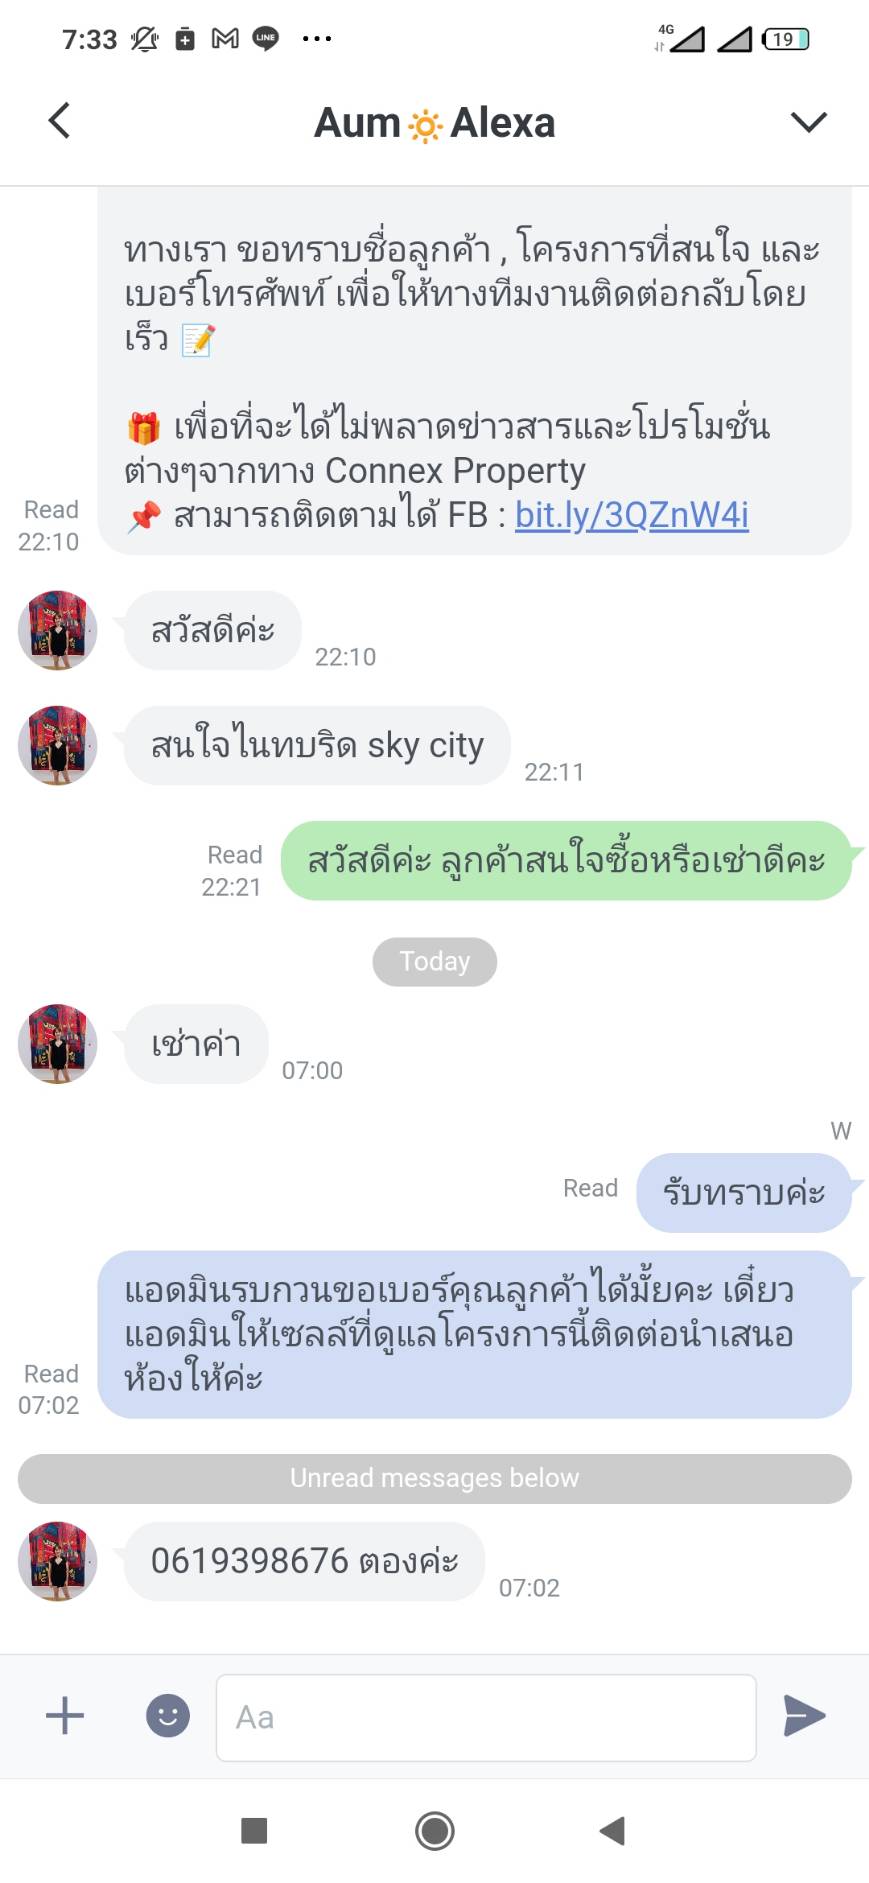 7:33
LINE
4G
19
Aum🔅Alexa
ทางเรา ขอทราบชื่อลูกค้า , โครงการที่สนใจ และ
เบอร์โทรศัพท์ เพื่อให้ทางทีมงานติดต่อกลับโดย
เร็ว 📝
🎁 เพื่อที่จะได้ไม่พลาดข่าวสารและโปรโมชั่น
ต่างๆจากทาง Connex Property
📌 สามารถติดตามได้ FB : bit.ly/3QZnW4i
Read
22:10
สวัสดีค่ะ
22:10
สนใจไนทบริด sky city
22:11
Read
22:21
สวัสดีค่ะ ลูกค้าสนใจซื้อหรือเช่าดีคะ
Today
เช่าค่า
07:00
W
Read
รับทราบค่ะ
แอดมินรบกวนขอเบอร์คุณลูกค้าได้มั้ยคะ เดี๋ยว
แอดมินให้เซลล์ที่ดูแลโครงการนี้ติดต่อนำเสนอ
ห้องให้ค่ะ
Read
07:02
Unread messages below
0619398676 ตองค่ะ
07:02
Aa